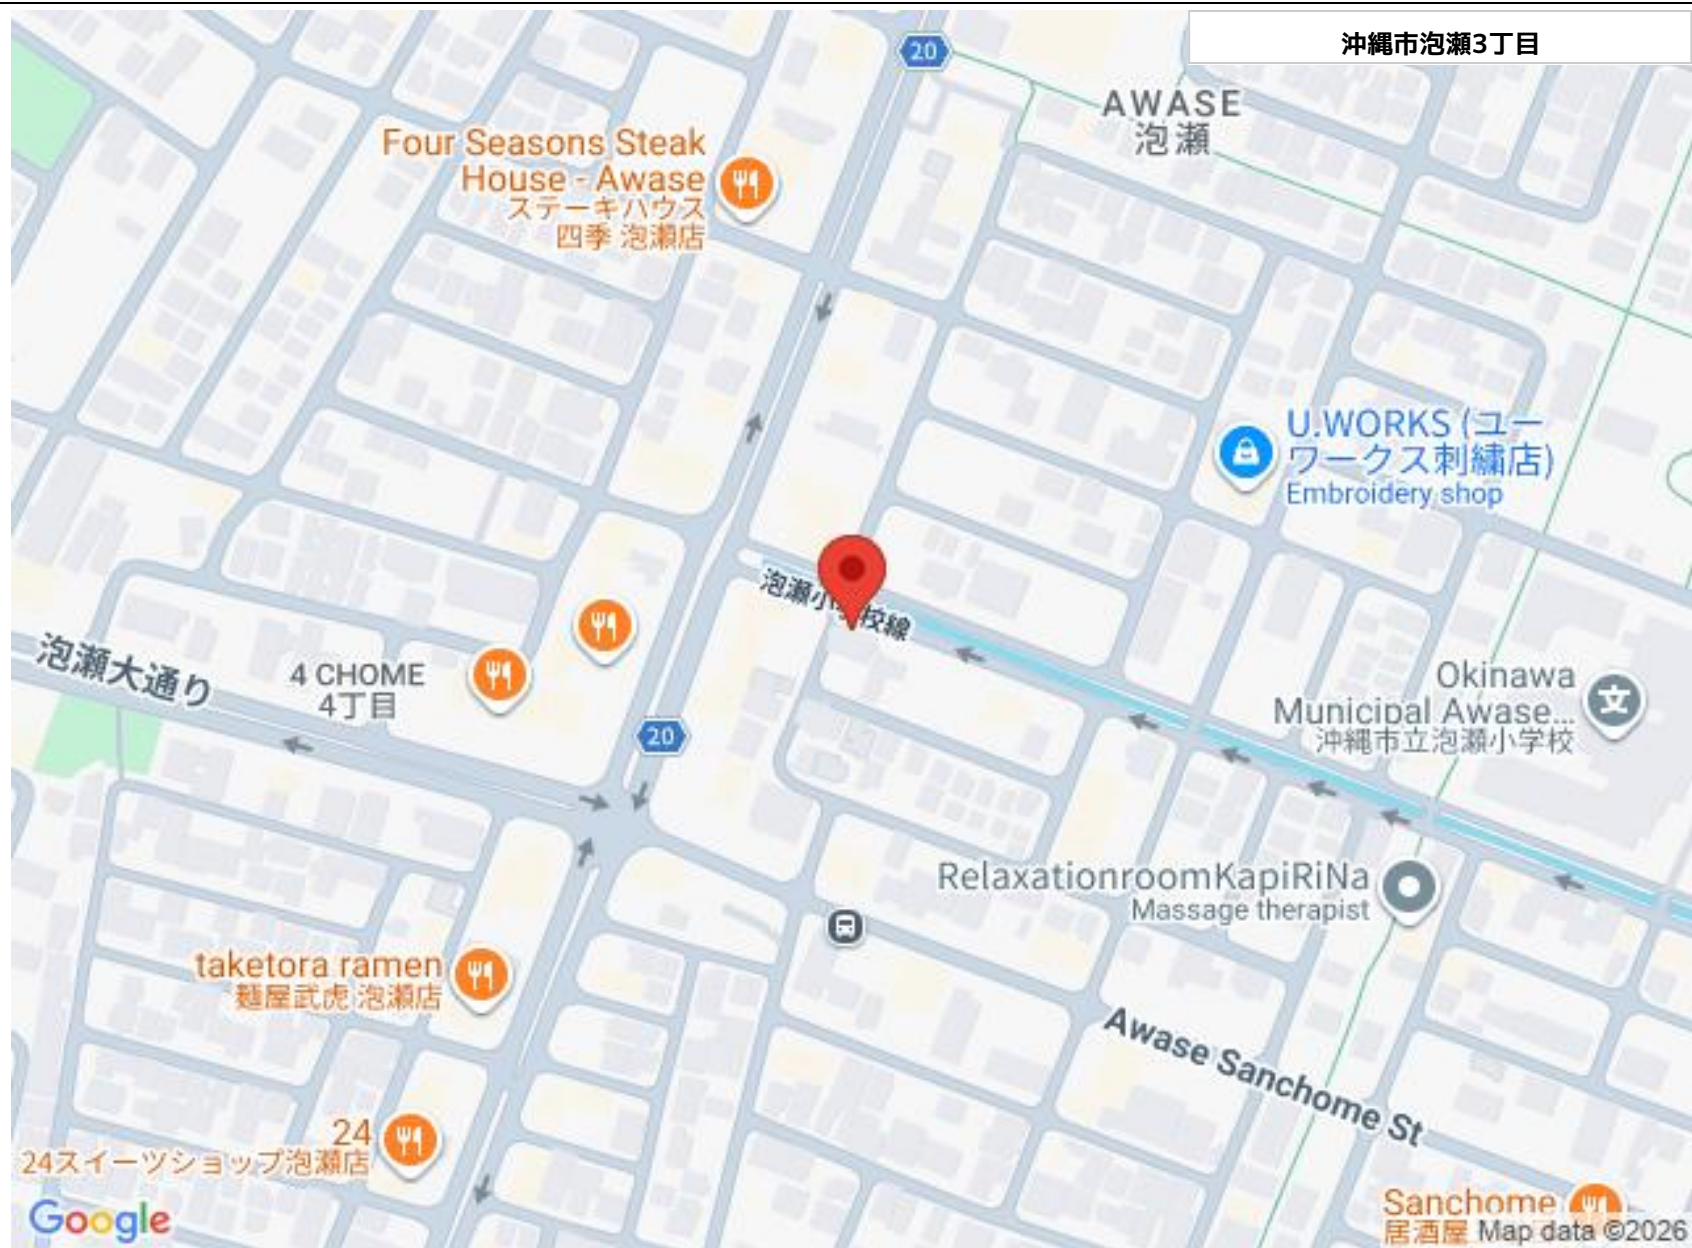 沖縄市泡瀬3丁目
20
AWASE
泡瀬
Four Seasons Steak
House - Awase
ステーキハウス
四季 泡瀬店
U.WORKS (ユー
ワークス刺繍店)
Embroidery shop
泡瀬小学校線
泡瀬大通り
4 CHOME
4丁目
20
Okinawa
Municipal Awase...
沖縄市立泡瀬小学校
文
RelaxationroomKapiRiNa
Massage therapist
taketora ramen
麺屋武虎 泡瀬店
Awase Sanchome St
24
24スイーツショップ泡瀬店
Sanchome
居酒屋
Google
Map data ©2026